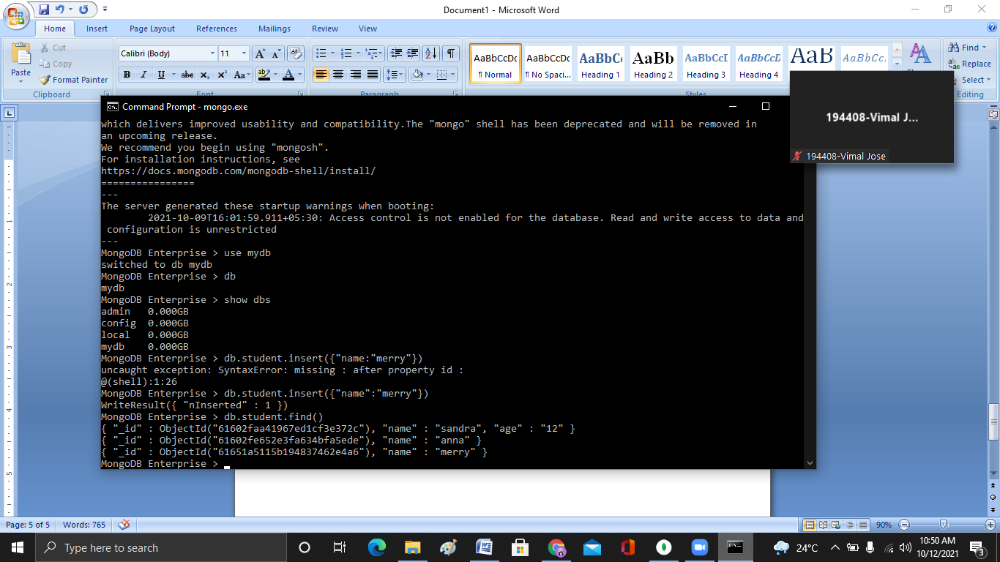 Document1 - Microsoft Word
Home Insert Page Layout References Mailings Review View
Paste
Cut
Copy
Format Painter
Clipboard
Calibri (Body) 11
B I U abc x₂ x² Aa
Font
Paragraph
AaBbCcDc AaBbCcDc AaBbCc AaBb AaBbCcI AaBbCcD AaB AaBbCc.
¶ Normal ¶ No Spaci... Heading 1 Heading 2 Heading 3 Heading 4
Styles
Find
Replace
Select
Editing
Command Prompt - mongo.exe
which delivers improved usability and compatibility.The "mongo" shell has been deprecated and will be removed in
an upcoming release.
We recommend you begin using "mongosh".
For installation instructions, see
https://docs.mongodb.com/mongodb-shell/install/
================
---
The server generated these startup warnings when booting:
2021-10-09T16:01:59.911+05:30: Access control is not enabled for the database. Read and write access to data and
configuration is unrestricted
---
MongoDB Enterprise > use mydb
switched to db mydb
MongoDB Enterprise > db
mydb
MongoDB Enterprise > show dbs
admin 0.000GB
config 0.000GB
local 0.000GB
mydb 0.000GB
MongoDB Enterprise > db.student.insert({"name:"merry"})
uncaught exception: SyntaxError: missing : after property id :
@(shell):1:26
MongoDB Enterprise > db.student.insert({"name":"merry"})
WriteResult({ "nInserted" : 1 })
MongoDB Enterprise > db.student.find()
{ "_id" : ObjectId("61602faa41967ed1cf3e372c"), "name" : "sandra", "age" : "12" }
{ "_id" : ObjectId("61602fe652e3fa634bfa5ede"), "name" : "anna" }
{ "_id" : ObjectId("61651a5115b194837462e4a6"), "name" : "merry" }
MongoDB Enterprise >
194408-Vimal J...
194408-Vimal Jose
Page: 5 of 5 Words: 765
90%
Type here to search
24°C
10:50 AM
10/12/2021
3